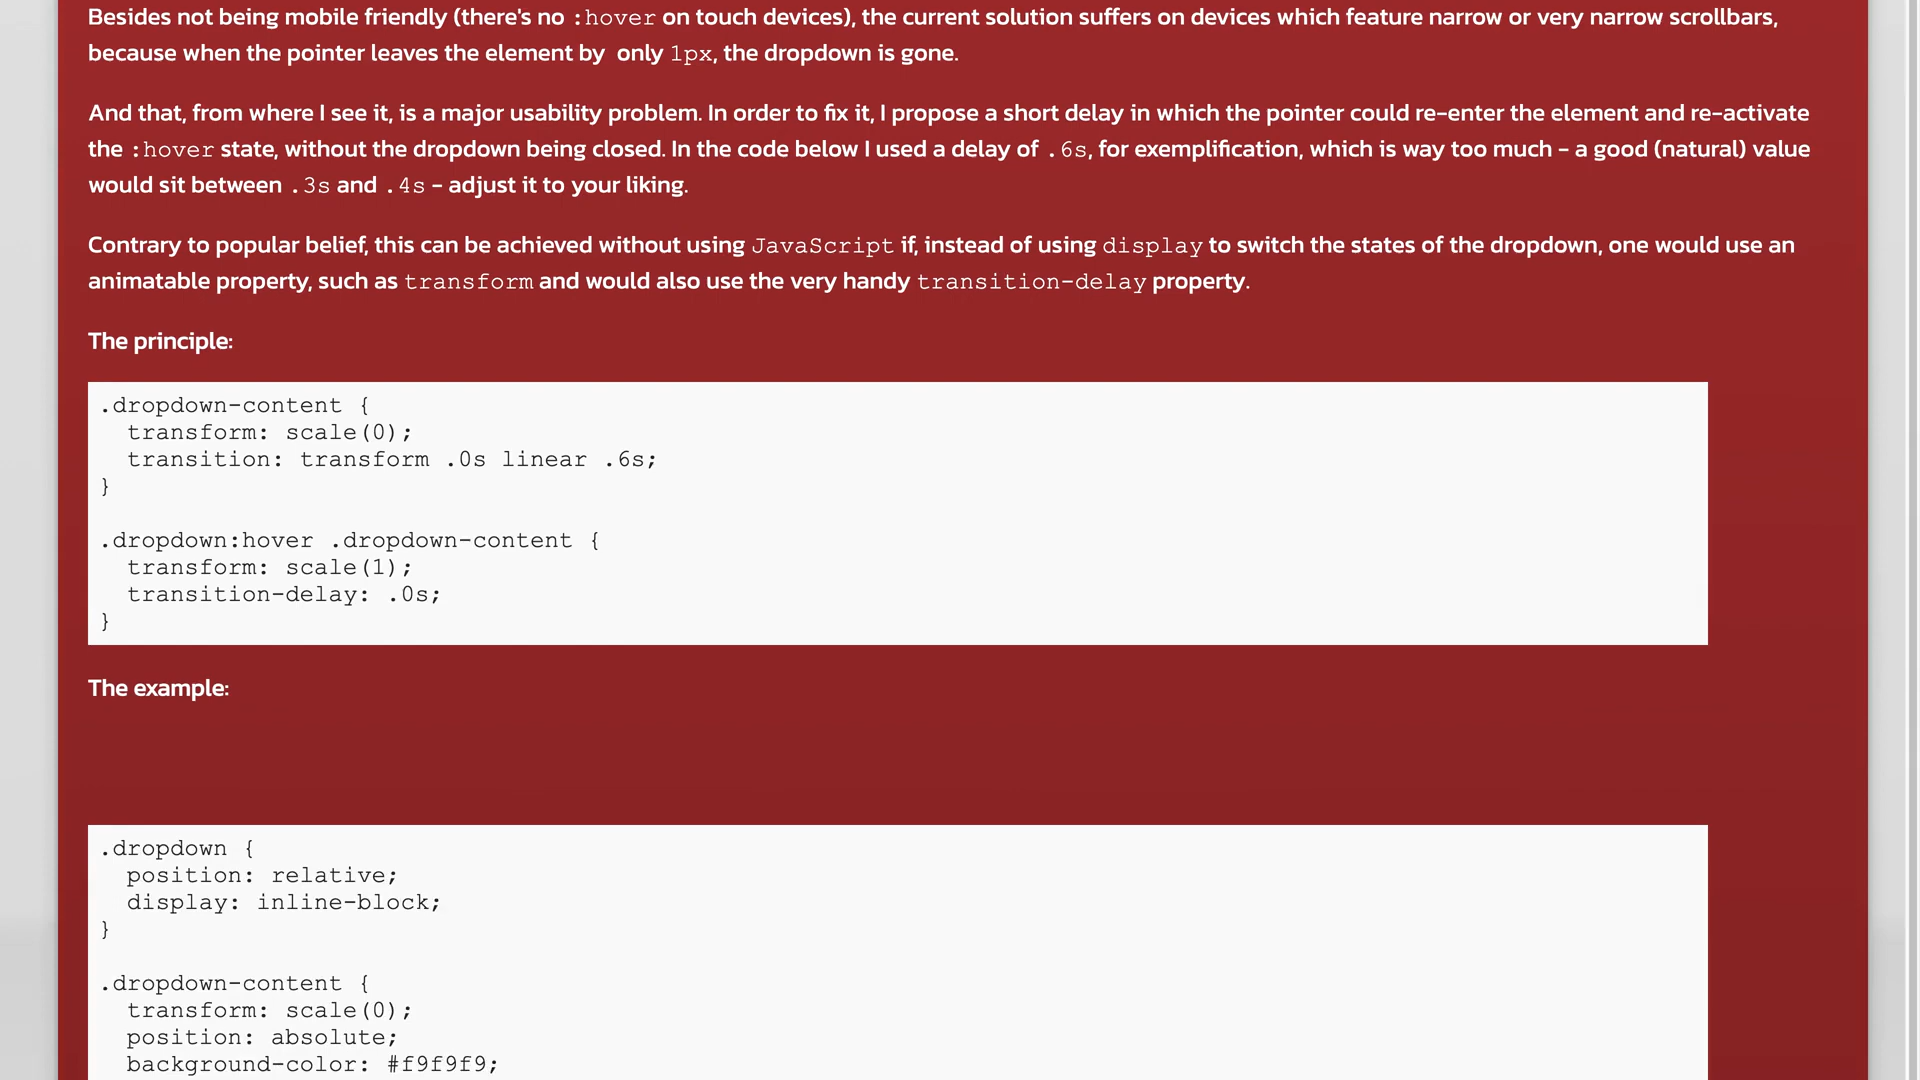 Besides not being mobile friendly (there's no :hover on touch devices), the current solution suffers on devices which feature narrow or very narrow scrollbars,
because when the pointer leaves the element by only 1px, the dropdown is gone.
And that, from where I see it, is a major usability problem. In order to fix it, I propose a short delay in which the pointer could re-enter the element and re-activate
the :hover state, without the dropdown being closed. In the code below I used a delay of .6s, for exemplification, which is way too much - a good (natural) value
would sit between .3s and .4s - adjust it to your liking.
Contrary to popular belief, this can be achieved without using JavaScript if, instead of using display to switch the states of the dropdown, one would use an
animatable property, such as transform and would also use the very handy transition-delay property.
The principle:
.dropdown-content {
  transform: scale(0);
  transition: transform .0s linear .6s;
}
.dropdown:hover .dropdown-content {
  transform: scale(1);
  transition-delay: .0s;
}
The example:
.dropdown {
  position: relative;
  display: inline-block;
}
.dropdown-content {
  transform: scale(0);
  position: absolute;
  background-color: #f9f9f9;